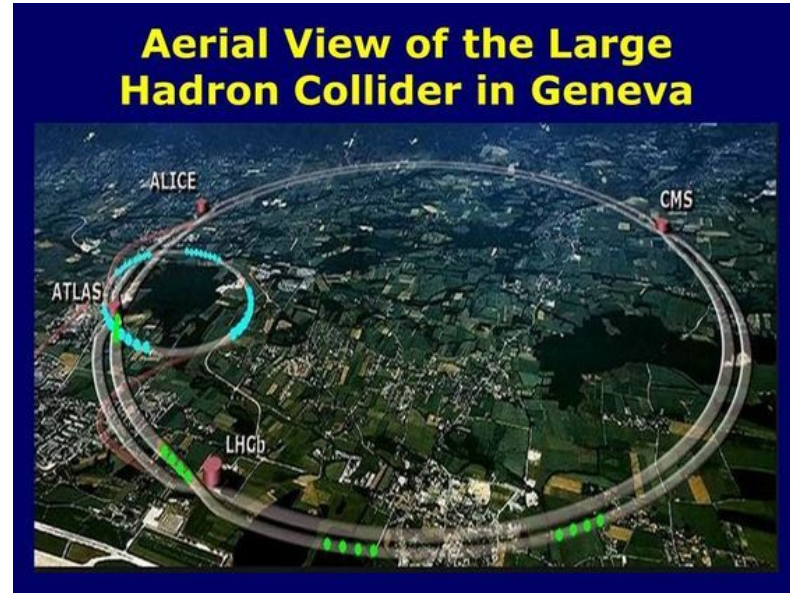 Aerial View of the Large
Hadron Collider in Geneva
ALICE
CMS
ATLAS
LHCb